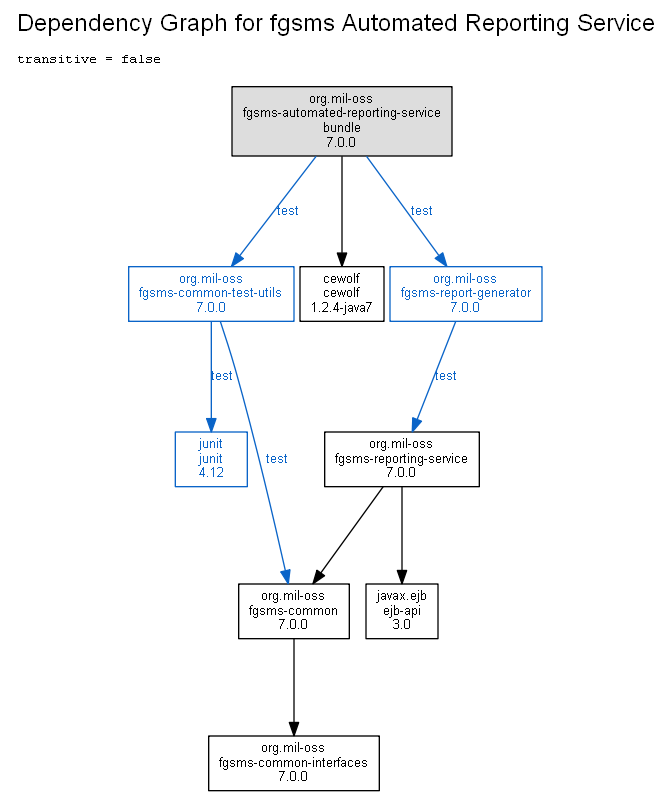 Dependency Graph for fgsms Automated Reporting Service
transitive = false
org.mil-oss
fgsms-automated-reporting-service
bundle
7.0.0
test
test
org.mil-oss
fgsms-common-test-utils
7.0.0
cewolf
cewolf
1.2.4-java7
org.mil-oss
fgsms-report-generator
7.0.0
test
test
test
junit
junit
4.12
org.mil-oss
fgsms-reporting-service
7.0.0
org.mil-oss
fgsms-common
7.0.0
javax.ejb
ejb-api
3.0
org.mil-oss
fgsms-common-interfaces
7.0.0